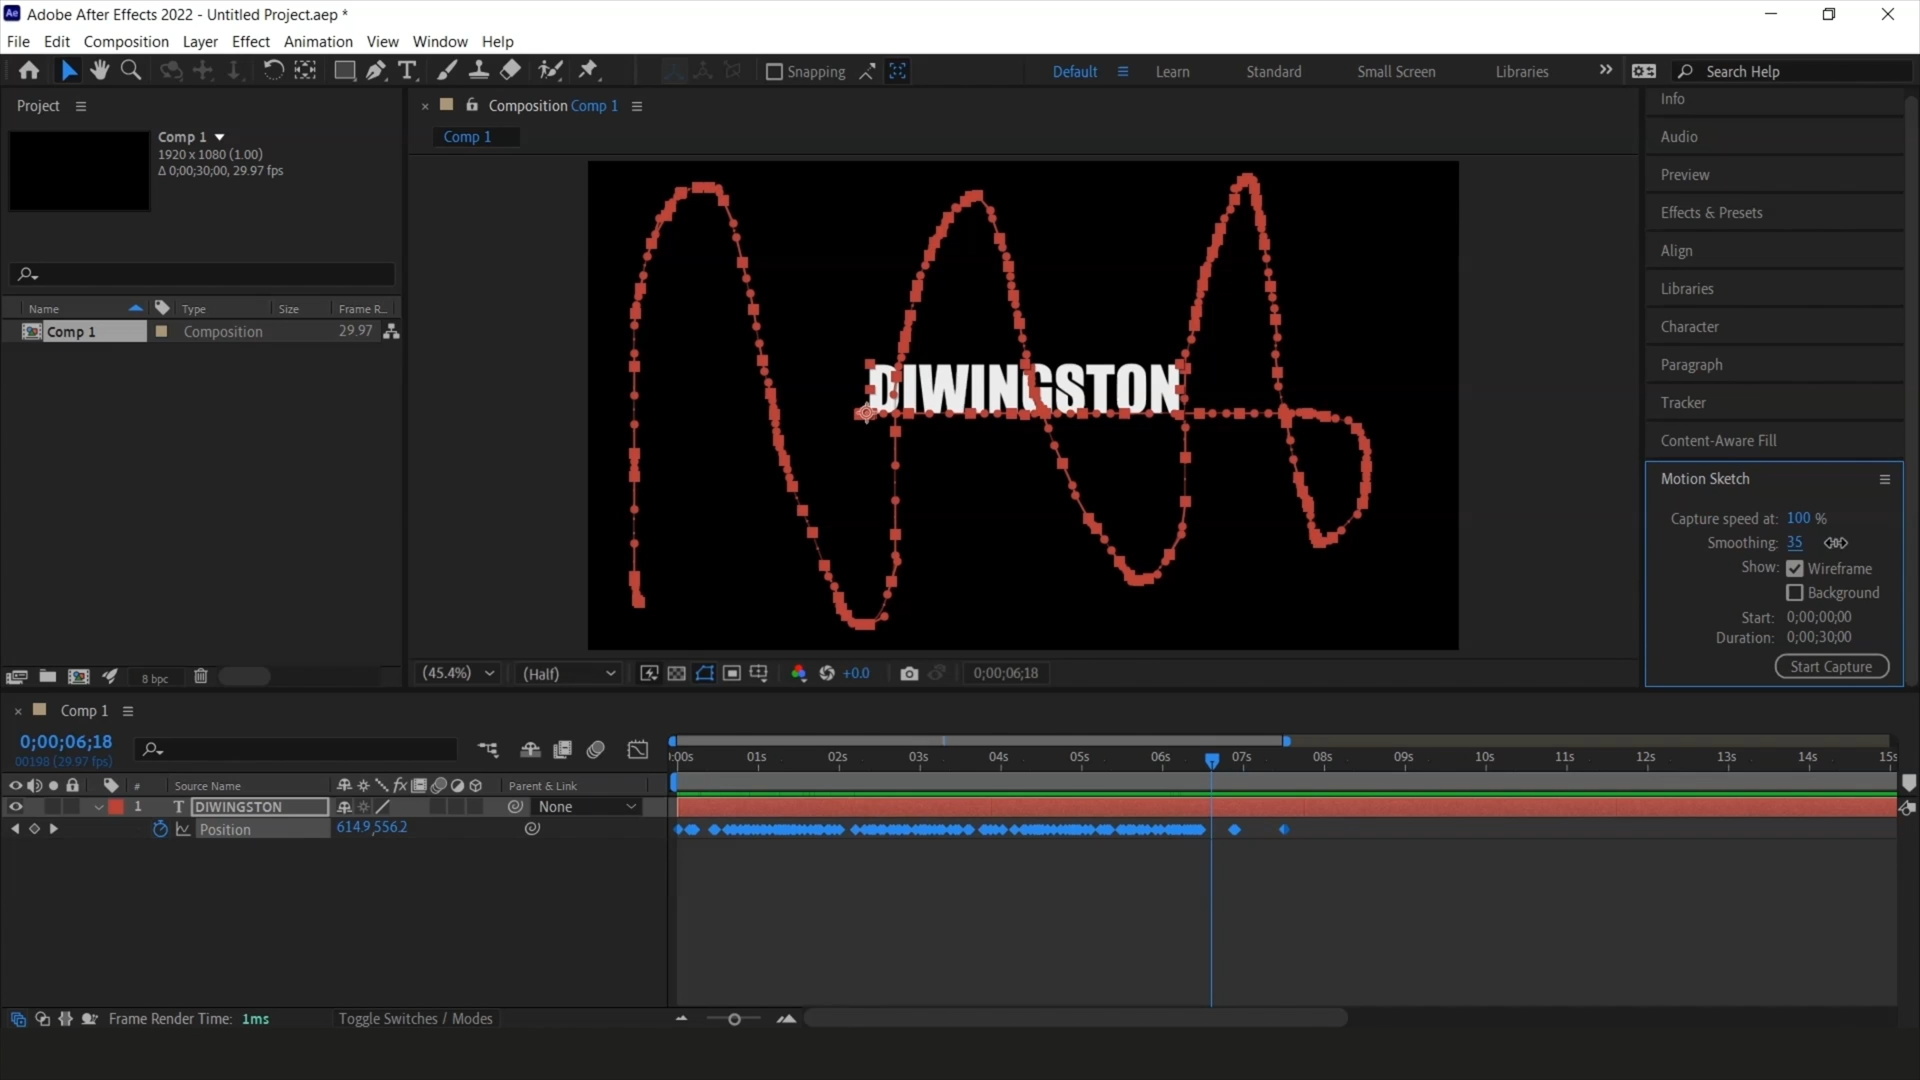 Ae Adobe After Effects 2022 - Untitled Project.aep *
File Edit Composition Layer Effect Animation View Window Help
Snapping Default Learn Standard Small Screen Libraries Search Help
Project
Comp 1
1920 x 1080 (1.00)
Δ 0;00;30;00, 29.97 fps
Name Type Size Frame R...
Comp 1 Composition 29.97
8 bpc
Composition Comp 1
Comp 1
DIWINGSTON
(45.4%) (Half) +0.0 0;00;06;18
Info
Audio
Preview
Effects & Presets
Align
Libraries
Character
Paragraph
Tracker
Content-Aware Fill
Motion Sketch
Capture speed at: 100 %
Smoothing: 35
Show: Wireframe
Background
Start: 0;00;00;00
Duration: 0;00;30;00
Start Capture
Comp 1
0;00;06;18
00198 (29.97 fps)
:00s 01s 02s 03s 04s 05s 06s 07s 08s 09s 10s 11s 12s 13s 14s 15s
# Source Name fx Parent & Link
1 T DIWINGSTON None
Position 614.9,556.2
Frame Render Time: 1ms Toggle Switches / Modes